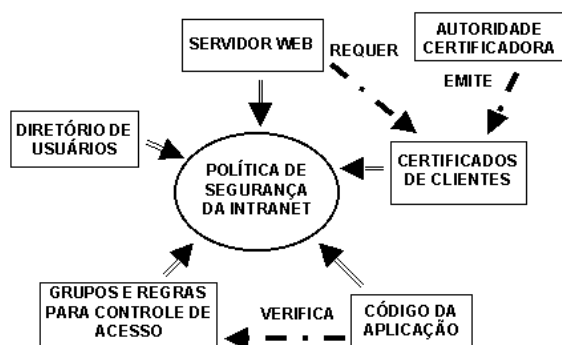 AUTORIDADE
CERTIFICADORA
SERVIDOR WEB
REQUER
EMITE
DIRETÓRIO DE
USUÁRIOS
POLÍTICA DE
SEGURANÇA
DA INTRANET
CERTIFICADOS
DE CLIENTES
GRUPOS E REGRAS
PARA CONTROLE DE
ACESSO
VERIFICA
CÓDIGO DA
APLICAÇÃO